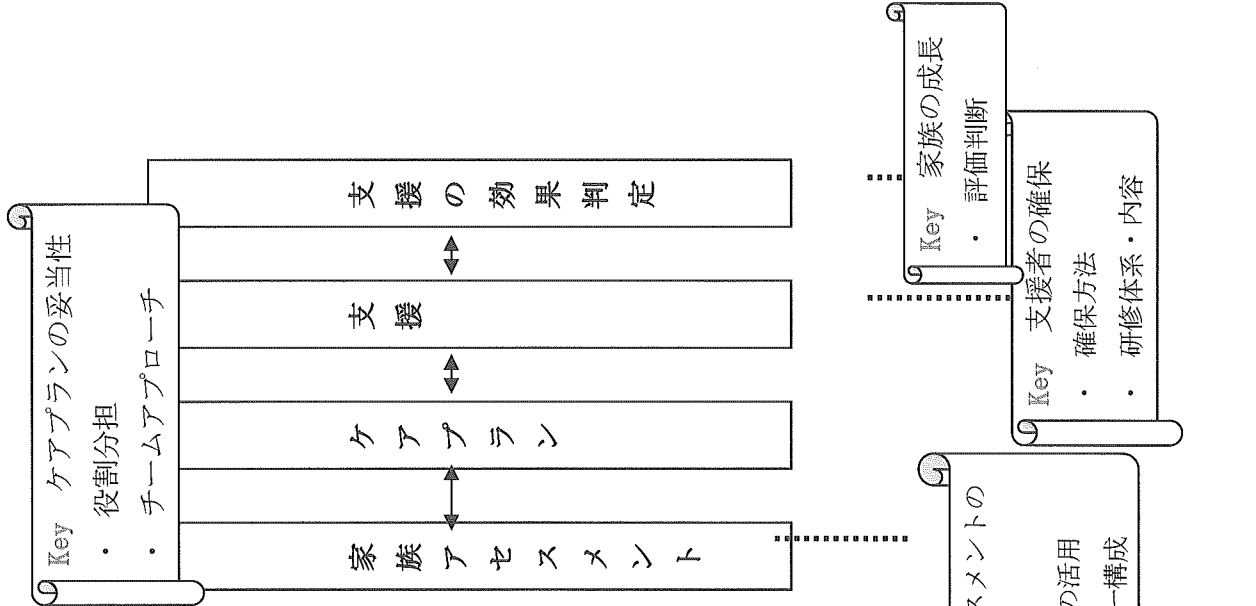 Key ケアプランの妥当性
・ 役割分担
・ チームアプローチ
家族アセスメント
ケアプラン
支援
支援の効果判定
スメントの
の活用
構成
Key 支援者の確保
・ 確保方法
・ 研修体系・内容
Key 家族の成長
・ 評価判断